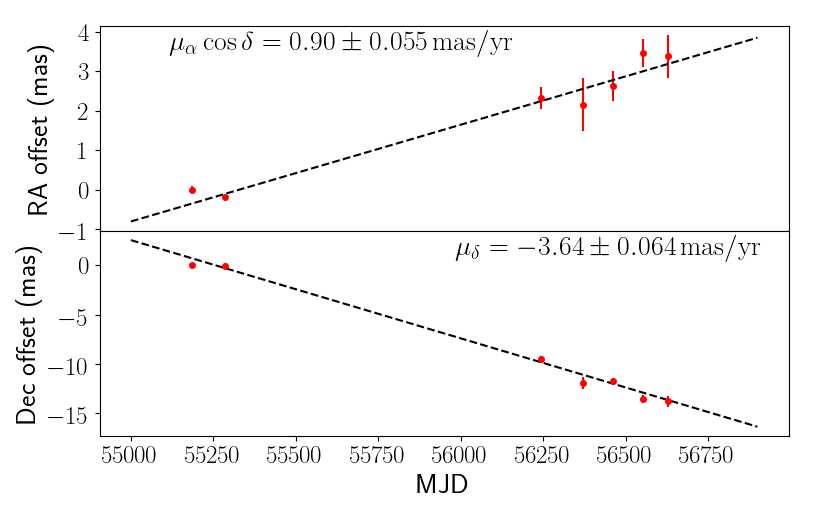 μ_α cos δ = 0.90 ± 0.055 mas/yr
RA offset (mas)
4
3
2
1
0
−1
μ_δ = −3.64 ± 0.064 mas/yr
Dec offset (mas)
0
−5
−10
−15
55000 55250 55500 55750 56000 56250 56500 56750
MJD